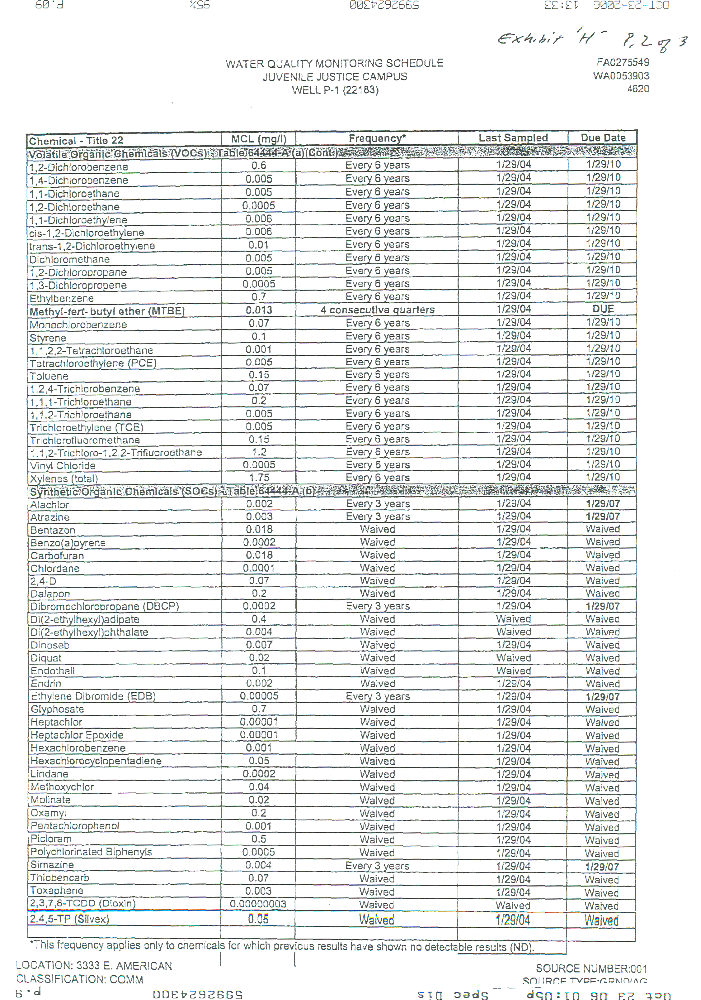 OCT-23-2006 13:33 5992624300 95% P.09
Exhibit "H" P. 2 of 3
WATER QUALITY MONITORING SCHEDULE FA0275549
JUVENILE JUSTICE CAMPUS WA0053903
WELL P-1 (22183) 4620
Chemical - Title 22 MCL (mg/l) Frequency* Last Sampled Due Date
Volatile Organic Chemicals (VOCs) - Table 64444-A (a)(Cont.)
1,2-Dichlorobenzene 0.6 Every 6 years 1/29/04 1/29/10
1,4-Dichlorobenzene 0.005 Every 6 years 1/29/04 1/29/10
1,1-Dichloroethane 0.005 Every 6 years 1/29/04 1/29/10
1,2-Dichloroethane 0.0005 Every 6 years 1/29/04 1/29/10
1,1-Dichloroethylene 0.006 Every 6 years 1/29/04 1/29/10
cis-1,2-Dichloroethylene 0.006 Every 6 years 1/29/04 1/29/10
trans-1,2-Dichloroethylene 0.01 Every 6 years 1/29/04 1/29/10
Dichloromethane 0.005 Every 6 years 1/29/04 1/29/10
1,2-Dichloropropane 0.005 Every 6 years 1/29/04 1/29/10
1,3-Dichloropropene 0.0005 Every 6 years 1/29/04 1/29/10
Ethylbenzene 0.7 Every 6 years 1/29/04 1/29/10
Methyl-tert- butyl ether (MTBE) 0.013 4 consecutive quarters 1/29/04 DUE
Monochlorobenzene 0.07 Every 6 years 1/29/04 1/29/10
Styrene 0.1 Every 6 years 1/29/04 1/29/10
1,1,2,2-Tetrachloroethane 0.001 Every 6 years 1/29/04 1/29/10
Tetrachloroethylene (PCE) 0.005 Every 6 years 1/29/04 1/29/10
Toluene 0.15 Every 6 years 1/29/04 1/29/10
1,2,4-Trichlorobenzene 0.07 Every 6 years 1/29/04 1/29/10
1,1,1-Trichloroethane 0.2 Every 6 years 1/29/04 1/29/10
1,1,2-Trichloroethane 0.005 Every 6 years 1/29/04 1/29/10
Trichloroethylene (TCE) 0.005 Every 6 years 1/29/04 1/29/10
Trichlorofluoromethane 0.15 Every 6 years 1/29/04 1/29/10
1,1,2-Trichloro-1,2,2-Trifluoroethane 1.2 Every 6 years 1/29/04 1/29/10
Vinyl Chloride 0.0005 Every 6 years 1/29/04 1/29/10
Xylenes (total) 1.75 Every 6 years 1/29/04 1/29/10
Synthetic Organic Chemicals (SOCs) - Table 64444-A (b)
Alachlor 0.002 Every 3 years 1/29/04 1/29/07
Atrazine 0.003 Every 3 years 1/29/04 1/29/07
Bentazon 0.018 Waived 1/29/04 Waived
Benzo(a)pyrene 0.0002 Waived 1/29/04 Waived
Carbofuran 0.018 Waived 1/29/04 Waived
Chlordane 0.0001 Waived 1/29/04 Waived
2,4-D 0.07 Waived 1/29/04 Waived
Dalapon 0.2 Waived 1/29/04 Waived
Dibromochloropropane (DBCP) 0.0002 Every 3 years 1/29/04 1/29/07
Di(2-ethylhexyl)adipate 0.4 Waived Waived Waived
Di(2-ethylhexyl)phthalate 0.004 Waived Waived Waived
Dinoseb 0.007 Waived 1/29/04 Waived
Diquat 0.02 Waived Waived Waived
Endothall 0.1 Waived Waived Waived
Endrin 0.002 Waived 1/29/04 Waived
Ethylene Dibromide (EDB) 0.00005 Every 3 years 1/29/04 1/29/07
Glyphosate 0.7 Waived 1/29/04 Waived
Heptachlor 0.00001 Waived 1/29/04 Waived
Heptachlor Epoxide 0.00001 Waived 1/29/04 Waived
Hexachlorobenzene 0.001 Waived 1/29/04 Waived
Hexachlorocyclopentadiene 0.05 Waived 1/29/04 Waived
Lindane 0.0002 Waived 1/29/04 Waived
Methoxychlor 0.04 Waived 1/29/04 Waived
Molinate 0.02 Waived 1/29/04 Waived
Oxamyl 0.2 Waived 1/29/04 Waived
Pentachlorophenol 0.001 Waived 1/29/04 Waived
Picloram 0.5 Waived 1/29/04 Waived
Polychlorinated Biphenyls 0.0005 Waived 1/29/04 Waived
Simazine 0.004 Every 3 years 1/29/04 1/29/07
Thiobencarb 0.07 Waived 1/29/04 Waived
Toxaphene 0.003 Waived 1/29/04 Waived
2,3,7,8-TCDD (Dioxin) 0.00000003 Waived Waived Waived
2,4,5-TP (Silvex) 0.05 Waived 1/29/04 Waived
*This frequency applies only to chemicals for which previous results have shown no detectable results (ND).
LOCATION: 3333 E. AMERICAN SOURCE NUMBER:001
CLASSIFICATION: COMM SOURCE TYPE:GRND/AG
Oct 23 06 01:05p Spec Dis 5592624300 p.9